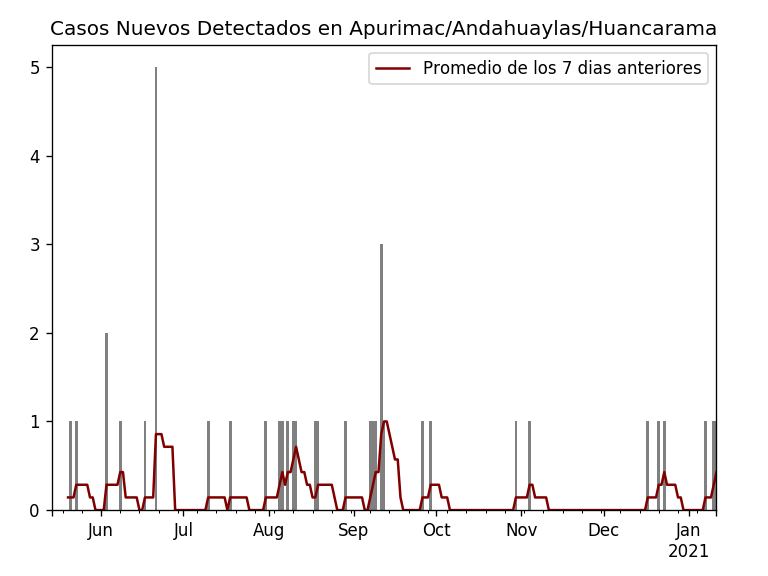 Casos Nuevos Detectados en Apurimac/Andahuaylas/Huancarama
Promedio de los 7 dias anteriores
5
4
3
2
1
0
Jun Jul Aug Sep Oct Nov Dec Jan
2021